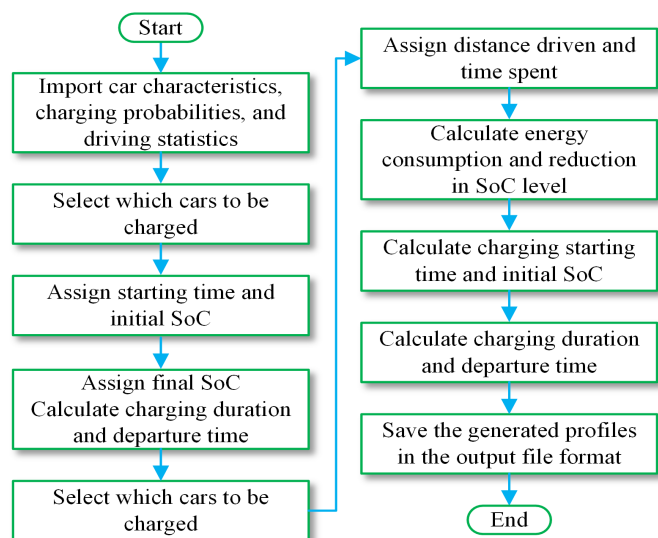 Start
Import car characteristics,
charging probabilities, and
driving statistics
Select which cars to be
charged
Assign starting time and
initial SoC
Assign final SoC
Calculate charging duration
and departure time
Select which cars to be
charged
Assign distance driven and
time spent
Calculate energy
consumption and reduction
in SoC level
Calculate charging starting
time and initial SoC
Calculate charging duration
and departure time
Save the generated profiles
in the output file format
End